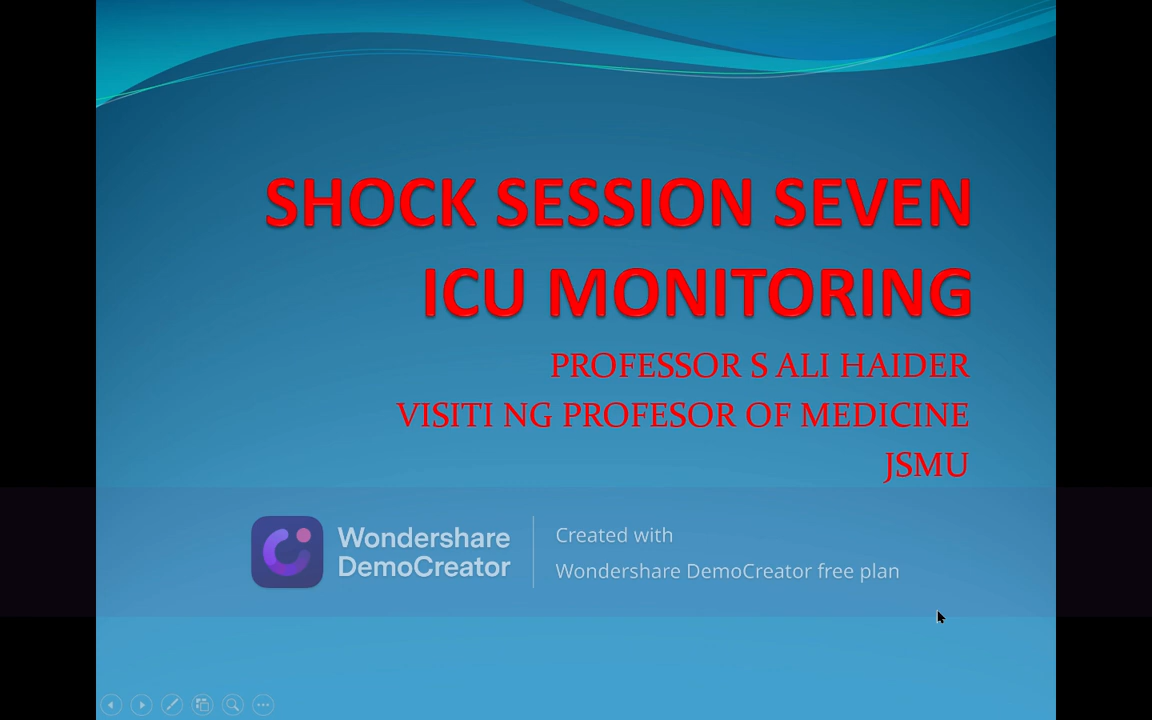 SHOCK SESSION SEVEN
ICU MONITORING
PROFESSOR S ALI HAIDER
VISITI NG PROFESOR OF MEDICINE
JSMU
Wondershare
DemoCreator
Created with
Wondershare DemoCreator free plan